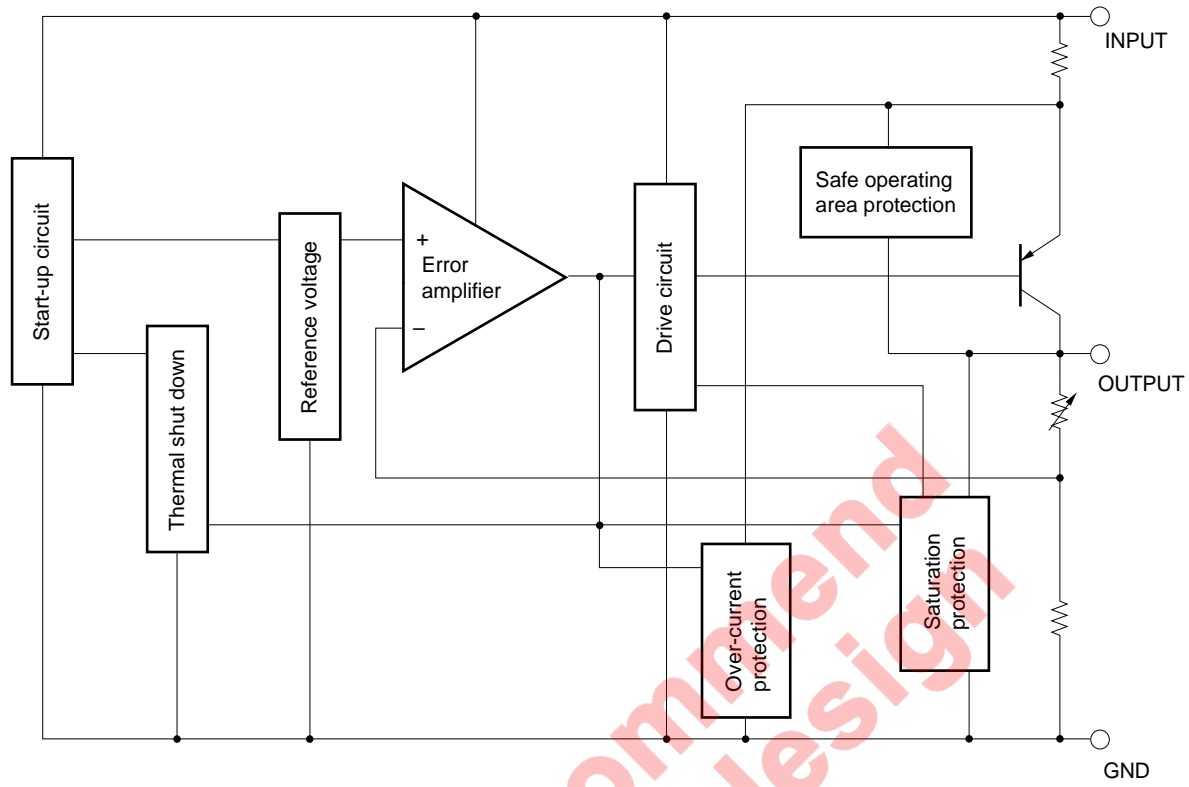 INPUT
Safe operating
area protection
Start-up circuit
Reference voltage
+
Error
amplifier
−
Drive circuit
Thermal shut down
OUTPUT
Over-current
protection
Saturation
protection
GND
design